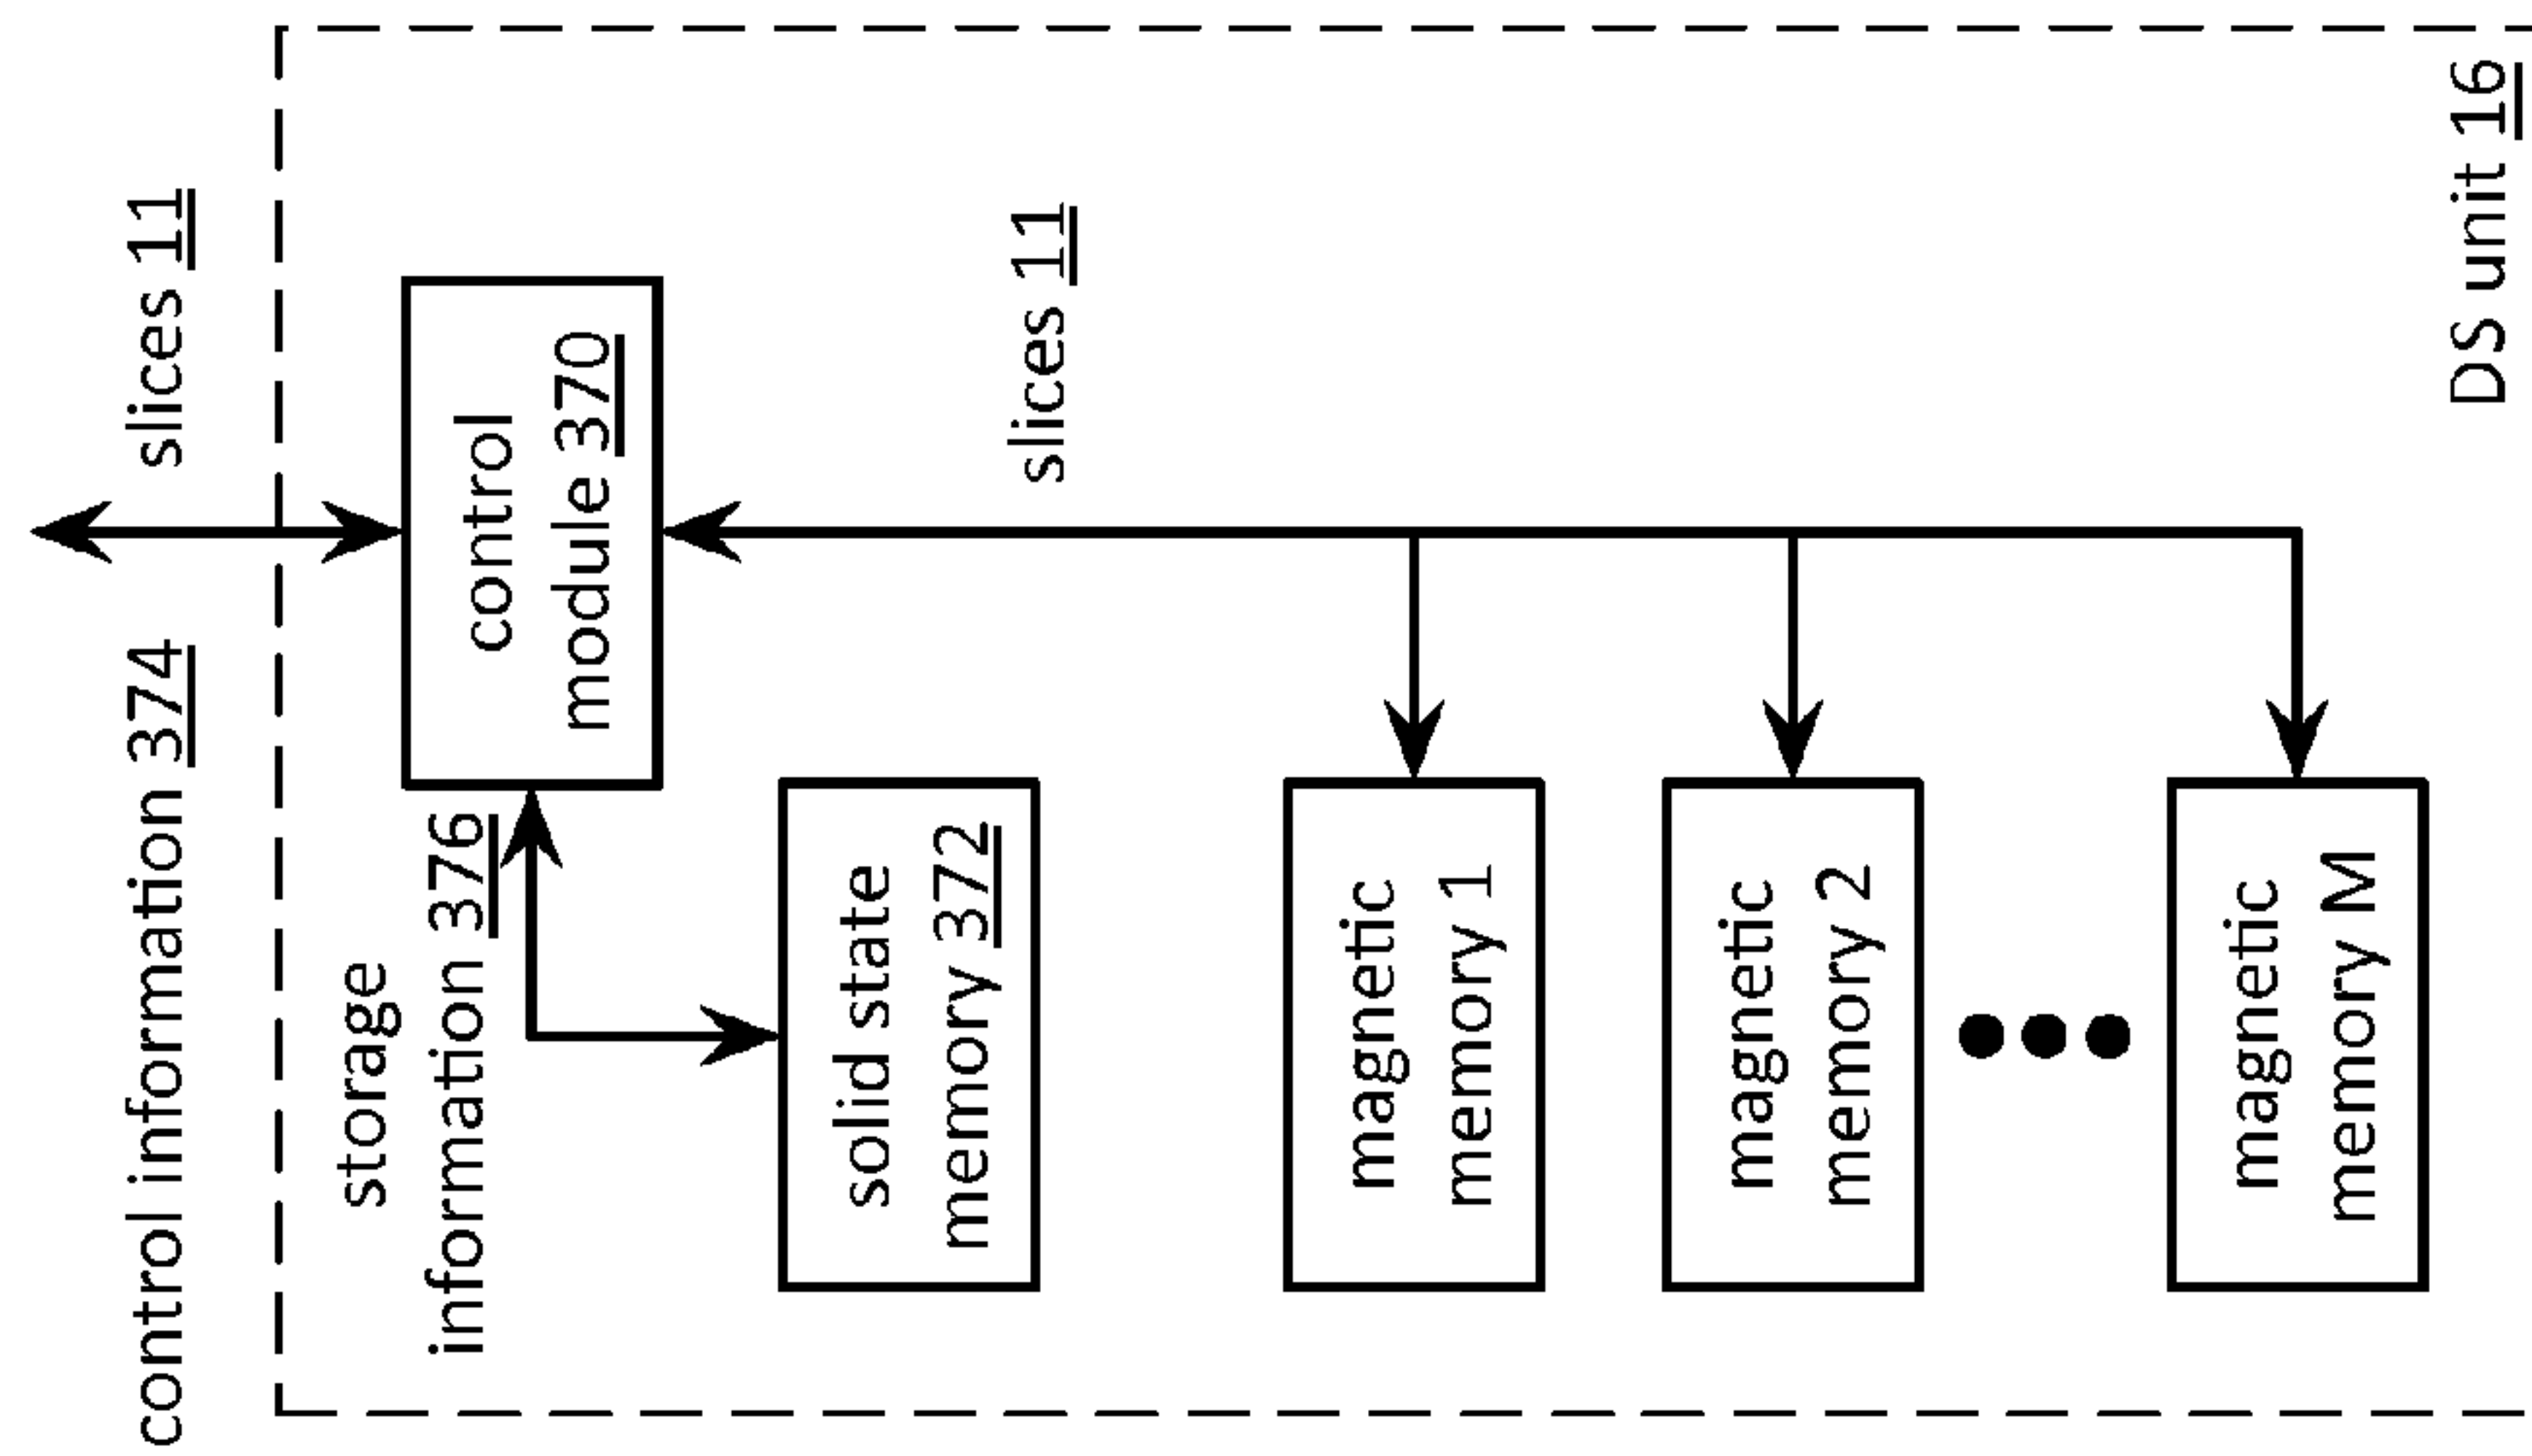 control information 374
slices 11
storage
information 376
control
module 370
solid state
memory 372
slices 11
magnetic
memory 1
magnetic
memory 2
magnetic
memory M
DS unit 16